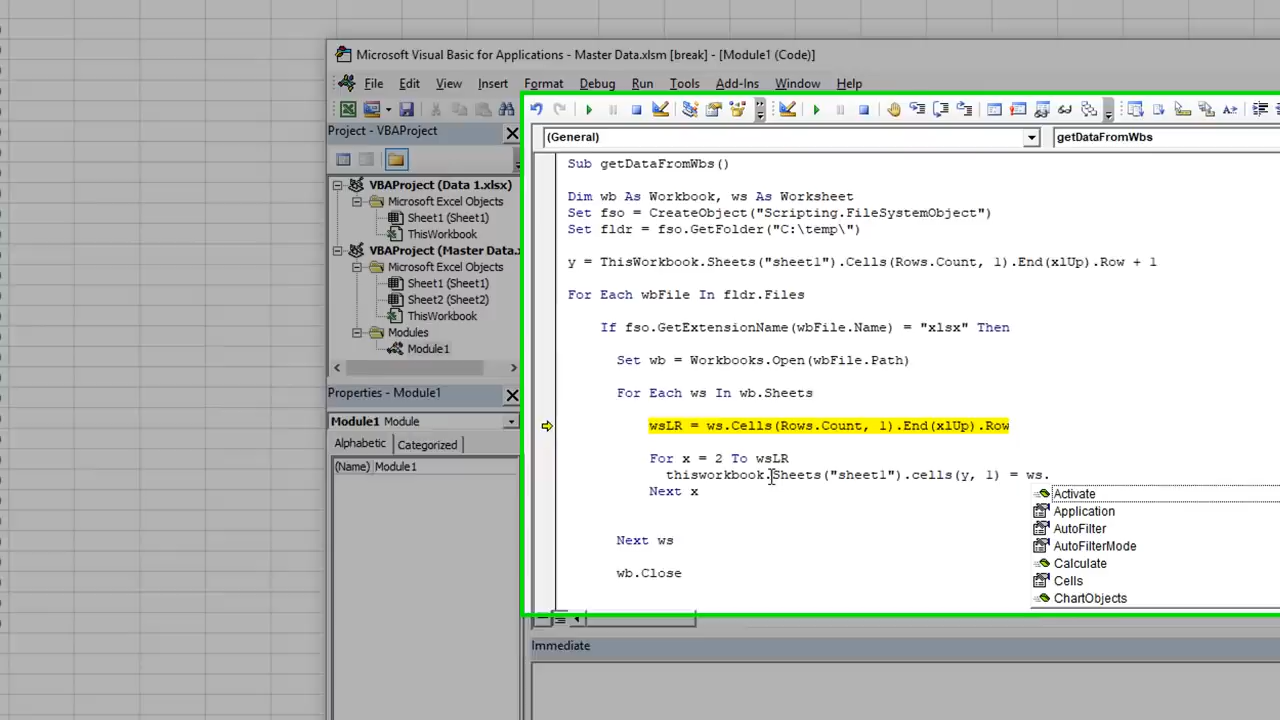 Microsoft Visual Basic for Applications - Master Data.xlsm [break] - [Module1 (Code)]
File Edit View Insert Format Debug Run Tools Add-Ins Window Help
Project - VBAProject
(General)
getDataFromWbs
VBAProject (Data 1.xlsx)
Microsoft Excel Objects
Sheet1 (Sheet1)
ThisWorkbook
VBAProject (Master Data.x
Microsoft Excel Objects
Sheet1 (Sheet1)
Sheet2 (Sheet2)
ThisWorkbook
Modules
Module1
Properties - Module1
Module1 Module
Alphabetic Categorized
(Name) Module1
Sub getDataFromWbs()
Dim wb As Workbook, ws As Worksheet
Set fso = CreateObject("Scripting.FileSystemObject")
Set fldr = fso.GetFolder("C:\temp\")
y = ThisWorkbook.Sheets("sheet1").Cells(Rows.Count, 1).End(xlUp).Row + 1
For Each wbFile In fldr.Files
If fso.GetExtensionName(wbFile.Name) = "xlsx" Then
Set wb = Workbooks.Open(wbFile.Path)
For Each ws In wb.Sheets
wsLR = ws.Cells(Rows.Count, 1).End(xlUp).Row
For x = 2 To wsLR
thisworkbook.Sheets("sheet1").cells(y, 1) = ws.
Next x
Next ws
wb.Close
Activate
Application
AutoFilter
AutoFilterMode
Calculate
Cells
ChartObjects
Immediate